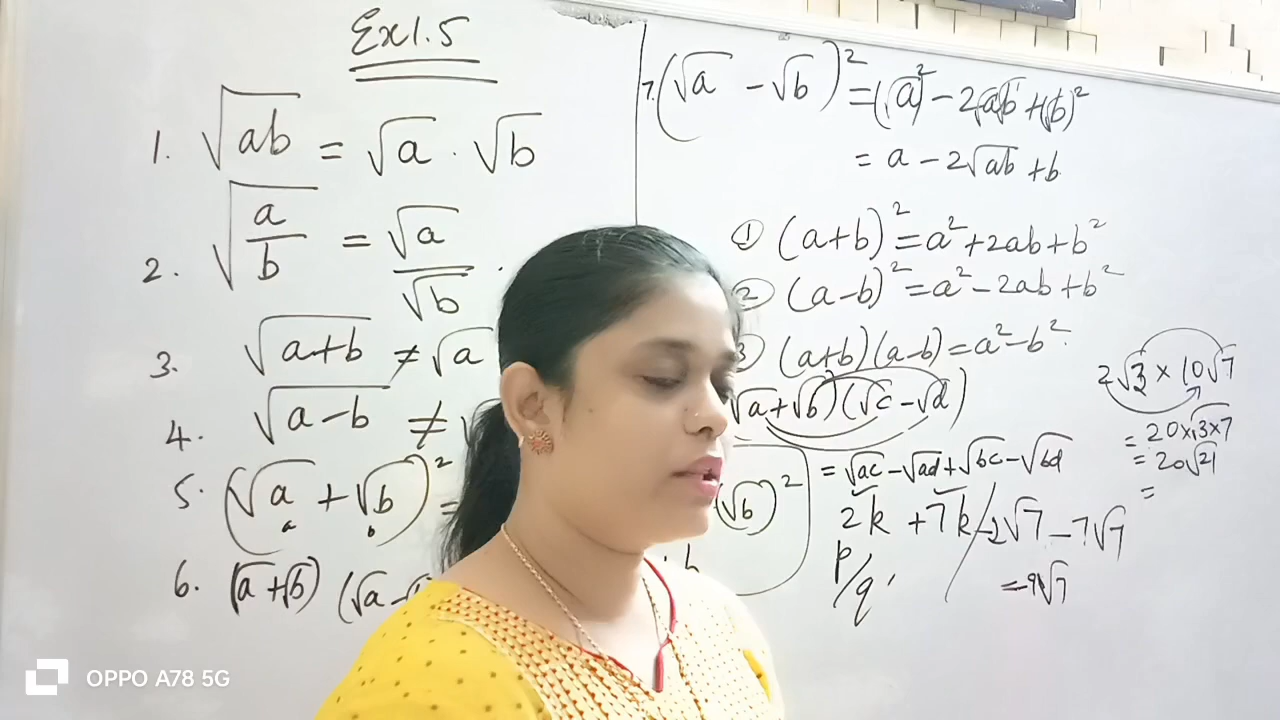 Ex1.5
1. √ab = √a . √b
2. √(a/b) = √a/√b .
3. √a+b ≠ √a
4. √a-b ≠ √
5. (√a + √b)² =
a b
√b)²
b
6. (√a+√b) (√a-
7. (√a - √b)² = (√a)² - 2√a√b + (√b)²
= a - 2√ab + b
① (a+b)² = a² + 2ab + b²
② (a-b)² = a² - 2ab + b²
3 (a+b)(a-b) = a² - b²
√a+√b)(√c-√d)
= √ac - √ad + √bc - √bd
2k + 7k / -2√7 - 7√7
= -9√7
p/q,
2√3 × 10√7
= 20×√3×7
= 20√21
=
OPPO A78 5G